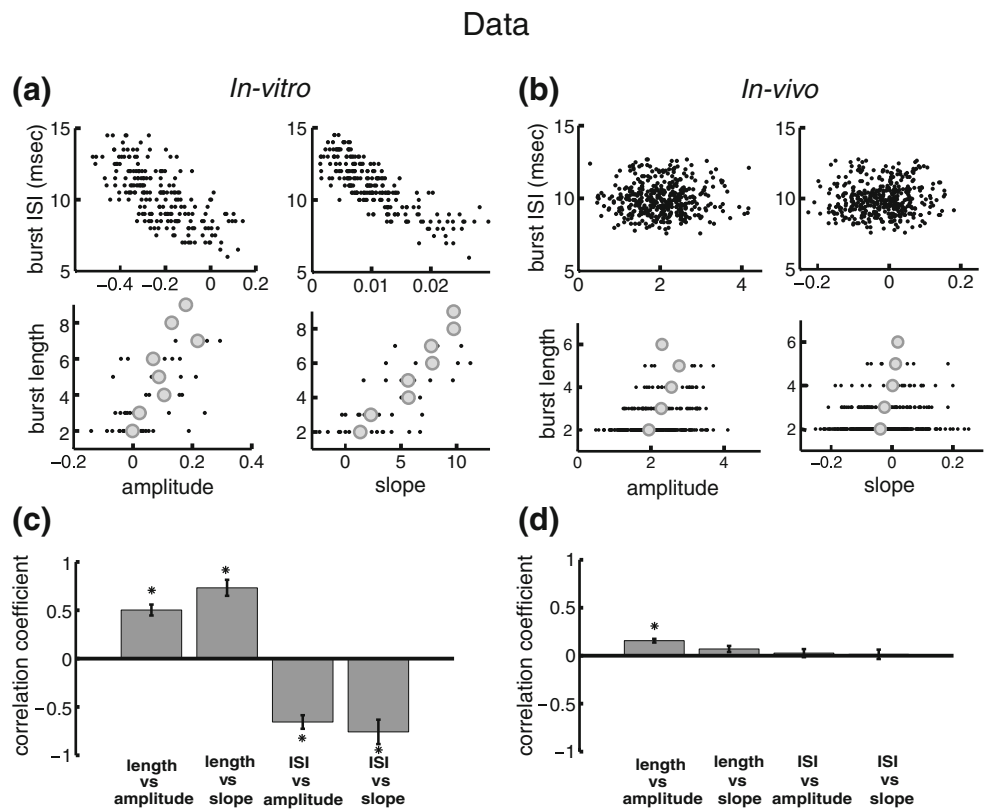 Data
(a)
In-vitro
(b)
In-vivo
burst ISI (msec)
15
10
5
−0.4 −0.2 0 0.2
15
10
5
0 0.01 0.02
burst ISI (msec)
15
10
5
0 2 4
15
10
5
−0.2 0 0.2
burst length
8
6
4
2
−0.2 0 0.2 0.4
amplitude
8
6
4
2
0 5 10
slope
burst length
6
5
4
3
2
0 2 4
amplitude
6
5
4
3
2
−0.2 0 0.2
slope
(c)
(d)
correlation coefficient
1
0.5
0
−0.5
−1
* * * *
length vs amplitude
length vs slope
ISI vs amplitude
ISI vs slope
correlation coefficient
1
0.5
0
−0.5
−1
*
length vs amplitude
length vs slope
ISI vs amplitude
ISI vs slope